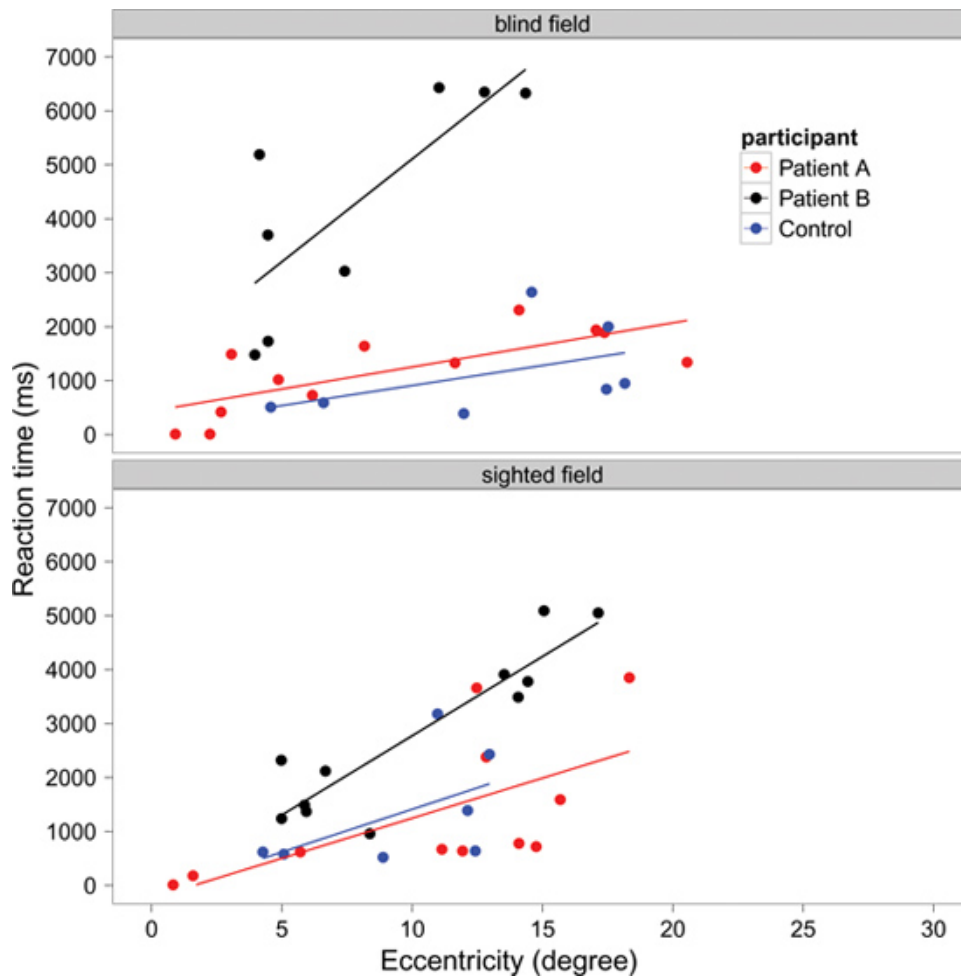 blind field
7000
6000
5000
4000
3000
2000
1000
0
participant
Patient A
Patient B
Control
Reaction time (ms)
sighted field
7000
6000
5000
4000
3000
2000
1000
0
0 5 10 15 20 25 30
Eccentricity (degree)